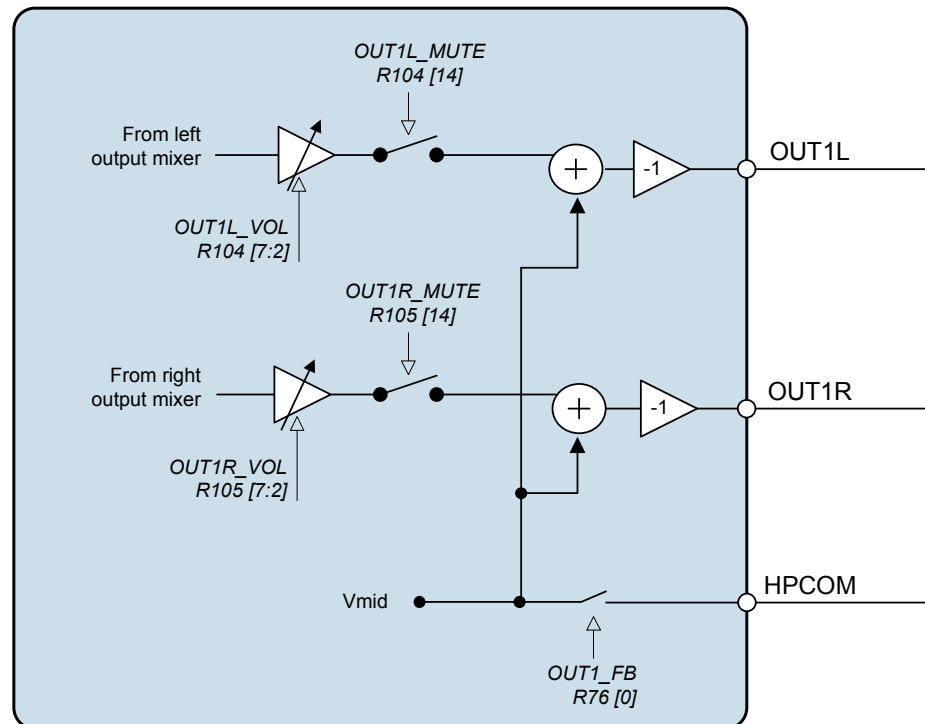 OUT1L_MUTE
R104 [14]
From left
output mixer
+
-1
OUT1L
OUT1L_VOL
R104 [7:2]
OUT1R_MUTE
R105 [14]
From right
output mixer
+
-1
OUT1R
OUT1R_VOL
R105 [7:2]
Vmid
HPCOM
OUT1_FB
R76 [0]